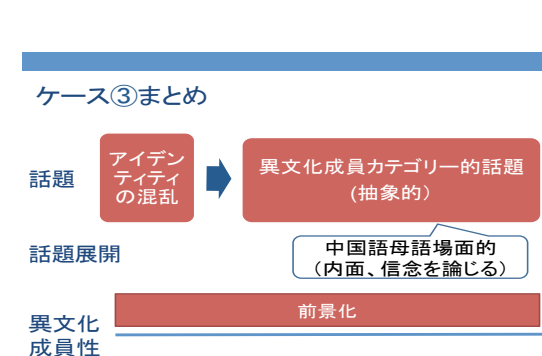 ケース③まとめ
話題
アイデン
ティティ
の混乱
異文化成員カテゴリー的話題
(抽象的）
話題展開
中国語母語場面的
（内面、信念を論じる）
異文化
成員性
前景化